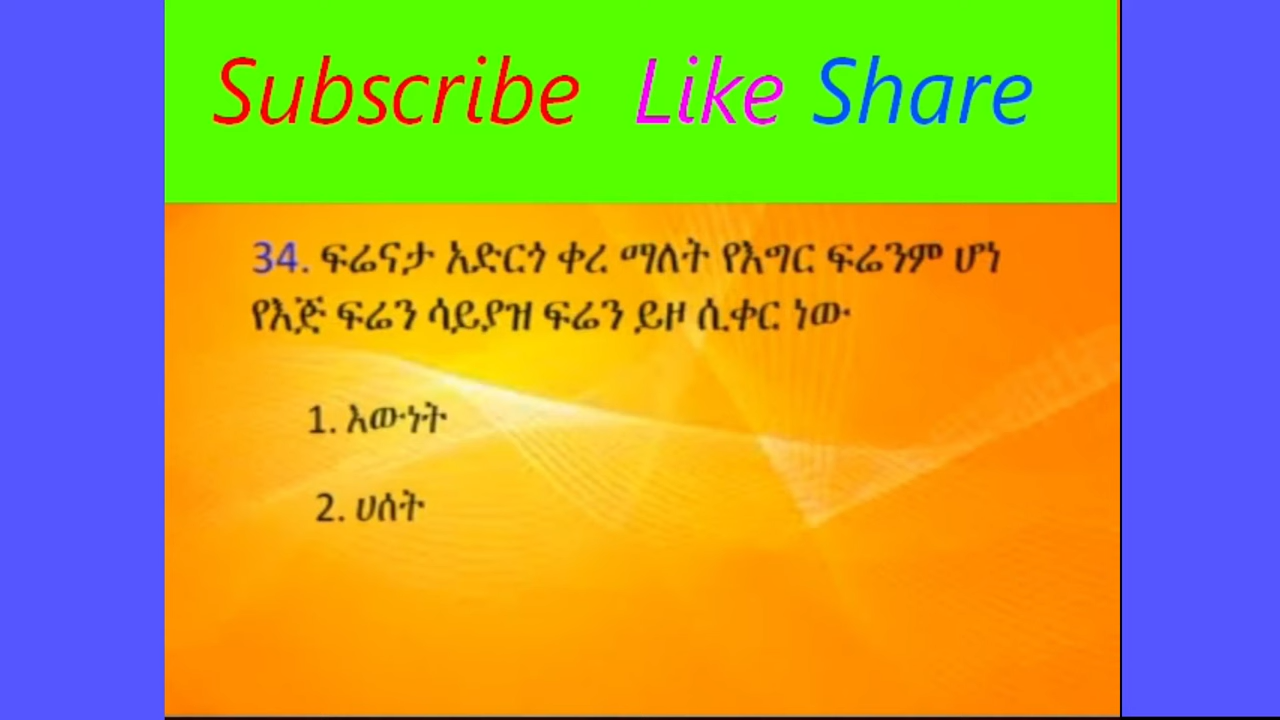 Subscribe Like Share
34. ፍሬናታ አድርጎ ቀረ ማለት የእግር ፍሬንም ሆነ
የእጅ ፍሬን ሳይያዝ ፍሬን ይዞ ሲቀር ነው
1. እውነት
2. ሀሰት